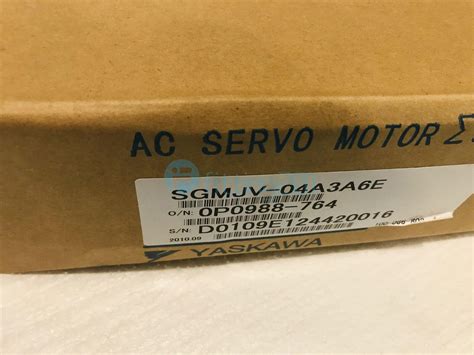 AC SERVO MOTOR Σ
SGMJV-04A3A6E
O/N: 0P0988-764
S/N: D0109E124420016
2010.09
YASKAWA